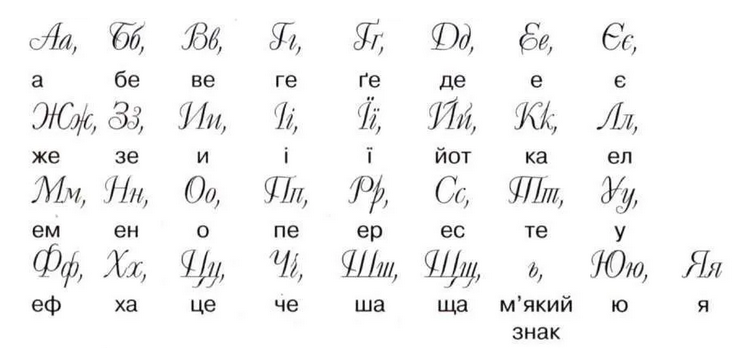 Аа, Бб, Вв, Гг, Ґґ, Дд, Ее, Єє,
а бе ве ге ґе де е є
Жж, Зз, Ии, Іі, Її, Йй, Кк, Лл,
же зе и і ї йот ка ел
Мм, Нн, Оо, Пп, Рр, Сс, Тт, Уу,
ем ен о пе ер ес те у
Фф, Хх, Цц, Чч, Шш, Щщ, ь, Юю, Яя
еф ха це че ша ща м'який ю я
знак